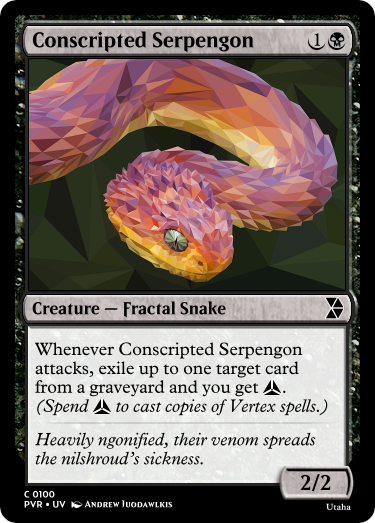 Conscripted Serpengon 1
Creature — Fractal Snake
Whenever Conscripted Serpengon
attacks, exile up to one target card
from a graveyard and you get .
(Spend to cast copies of Vertex spells.)
Heavily ngonified, their venom spreads
the nilshroud's sickness.
2/2
C 0100
PVR • UV Andrew Juodawlkis
Utaha